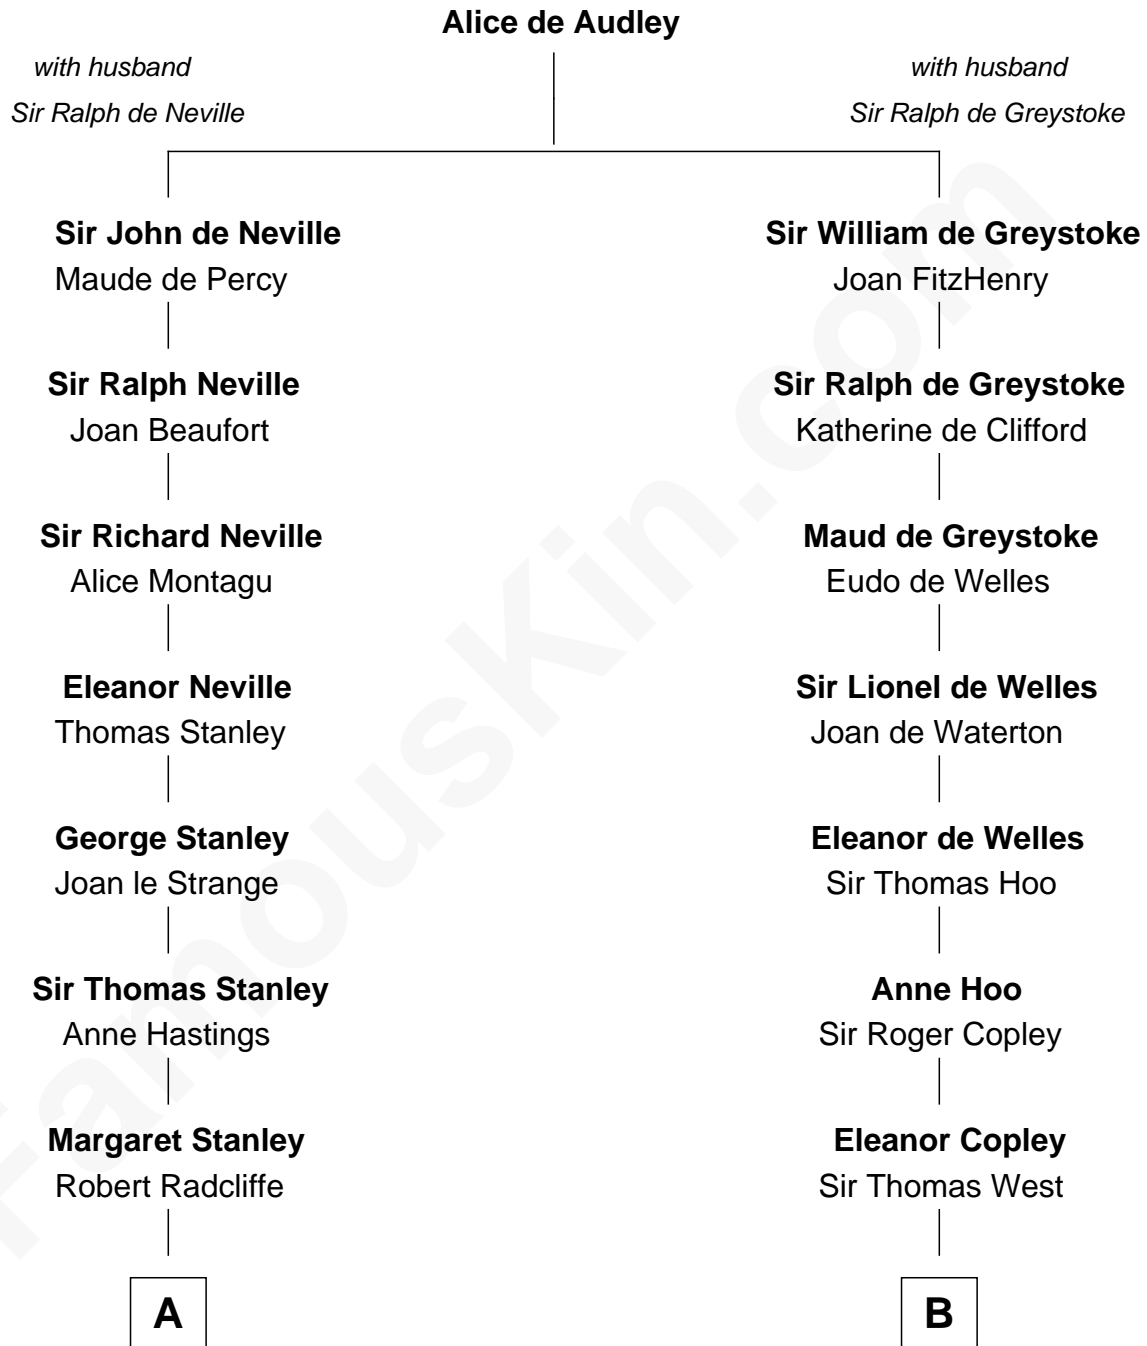 Alice de Audley
with husband
Sir Ralph de Neville
with husband
Sir Ralph de Greystoke
Sir John de Neville
Maude de Percy
Sir William de Greystoke
Joan FitzHenry
Sir Ralph Neville
Joan Beaufort
Sir Ralph de Greystoke
Katherine de Clifford
Sir Richard Neville
Alice Montagu
Maud de Greystoke
Eudo de Welles
Eleanor Neville
Thomas Stanley
Sir Lionel de Welles
Joan de Waterton
George Stanley
Joan le Strange
Eleanor de Welles
Sir Thomas Hoo
Sir Thomas Stanley
Anne Hastings
Anne Hoo
Sir Roger Copley
Margaret Stanley
Robert Radcliffe
Eleanor Copley
Sir Thomas West
A
B
FamousKin.com